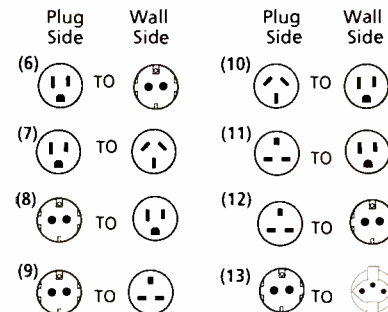 Plug Side Wall Side
(6) TO
(7) TO
(8) TO
(9) TO
Plug Side Wall Side
(10) TO
(11) TO
(12) TO
(13) TO